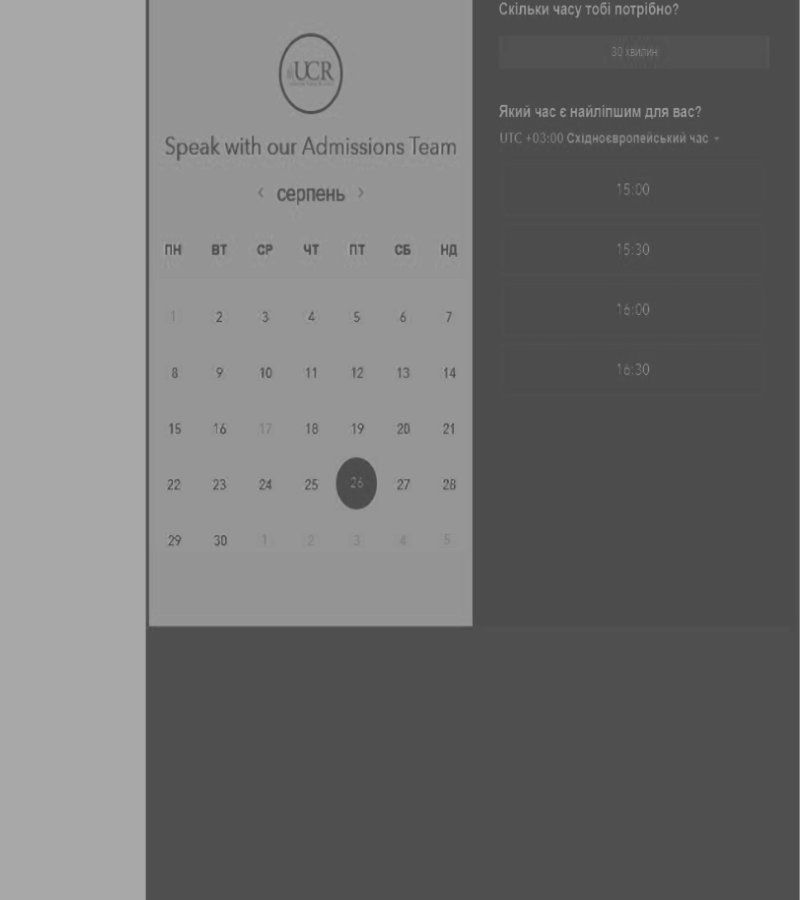 UCR
Speak with our Admissions Team
‹ серпень ›
ПН ВТ СР ЧТ ПТ СБ НД
1 2 3 4 5 6 7
8 9 10 11 12 13 14
15 16 17 18 19 20 21
22 23 24 25 26 27 28
29 30 1 2 3 4 5
Скільки часу тобі потрібно?
30 хвилин
Який час є найліпшим для вас?
UTC +03:00 Східноєвропейський час
15:00
15:30
16:00
16:30